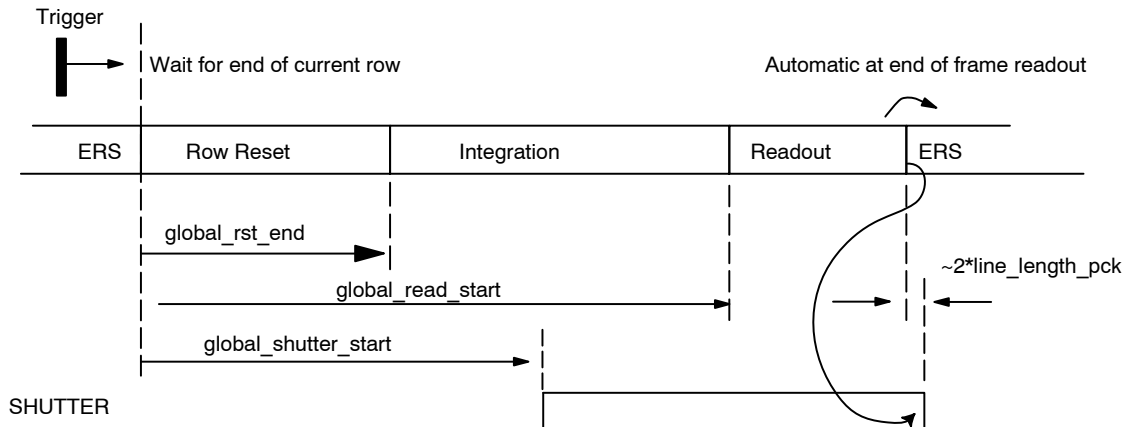 Trigger
Wait for end of current row
Automatic at end of frame readout
ERS
Row Reset
Integration
Readout
ERS
global_rst_end
~2*line_length_pck
global_read_start
global_shutter_start
SHUTTER